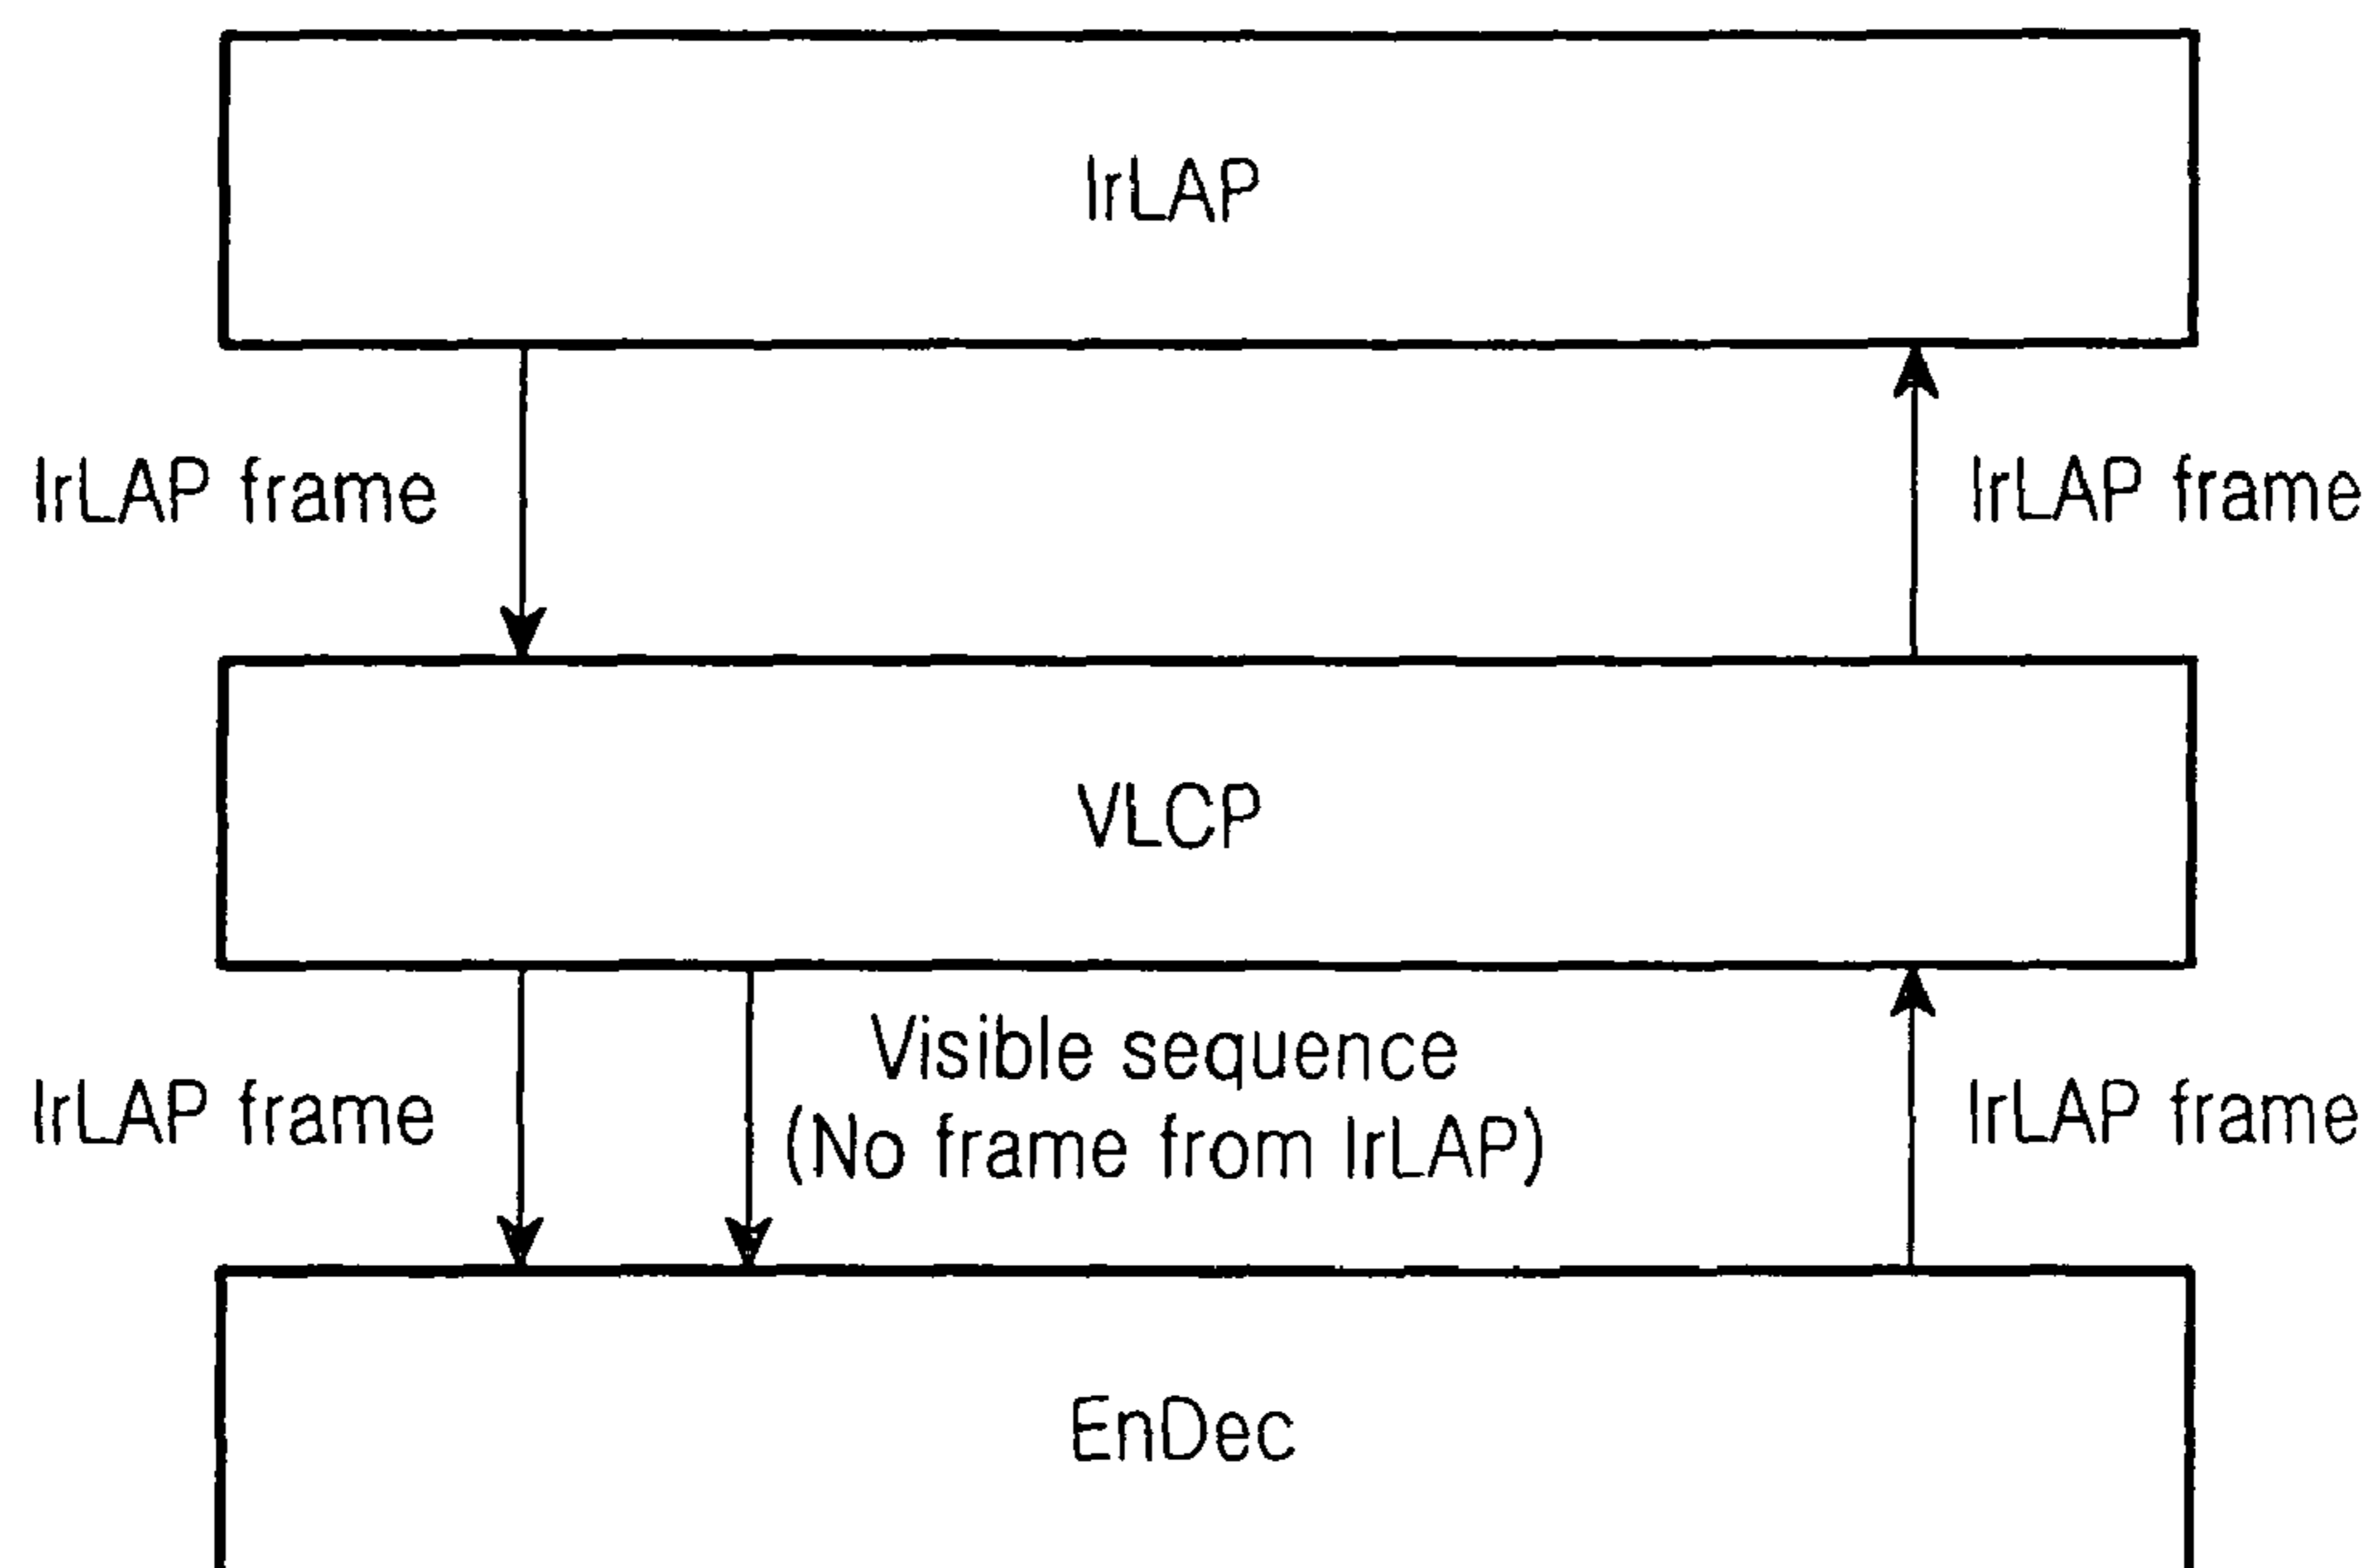 IrLAP
IrLAP frame
IrLAP frame
VLCP
IrLAP frame
Visible sequence
(No frame from IrLAP)
IrLAP frame
EnDec